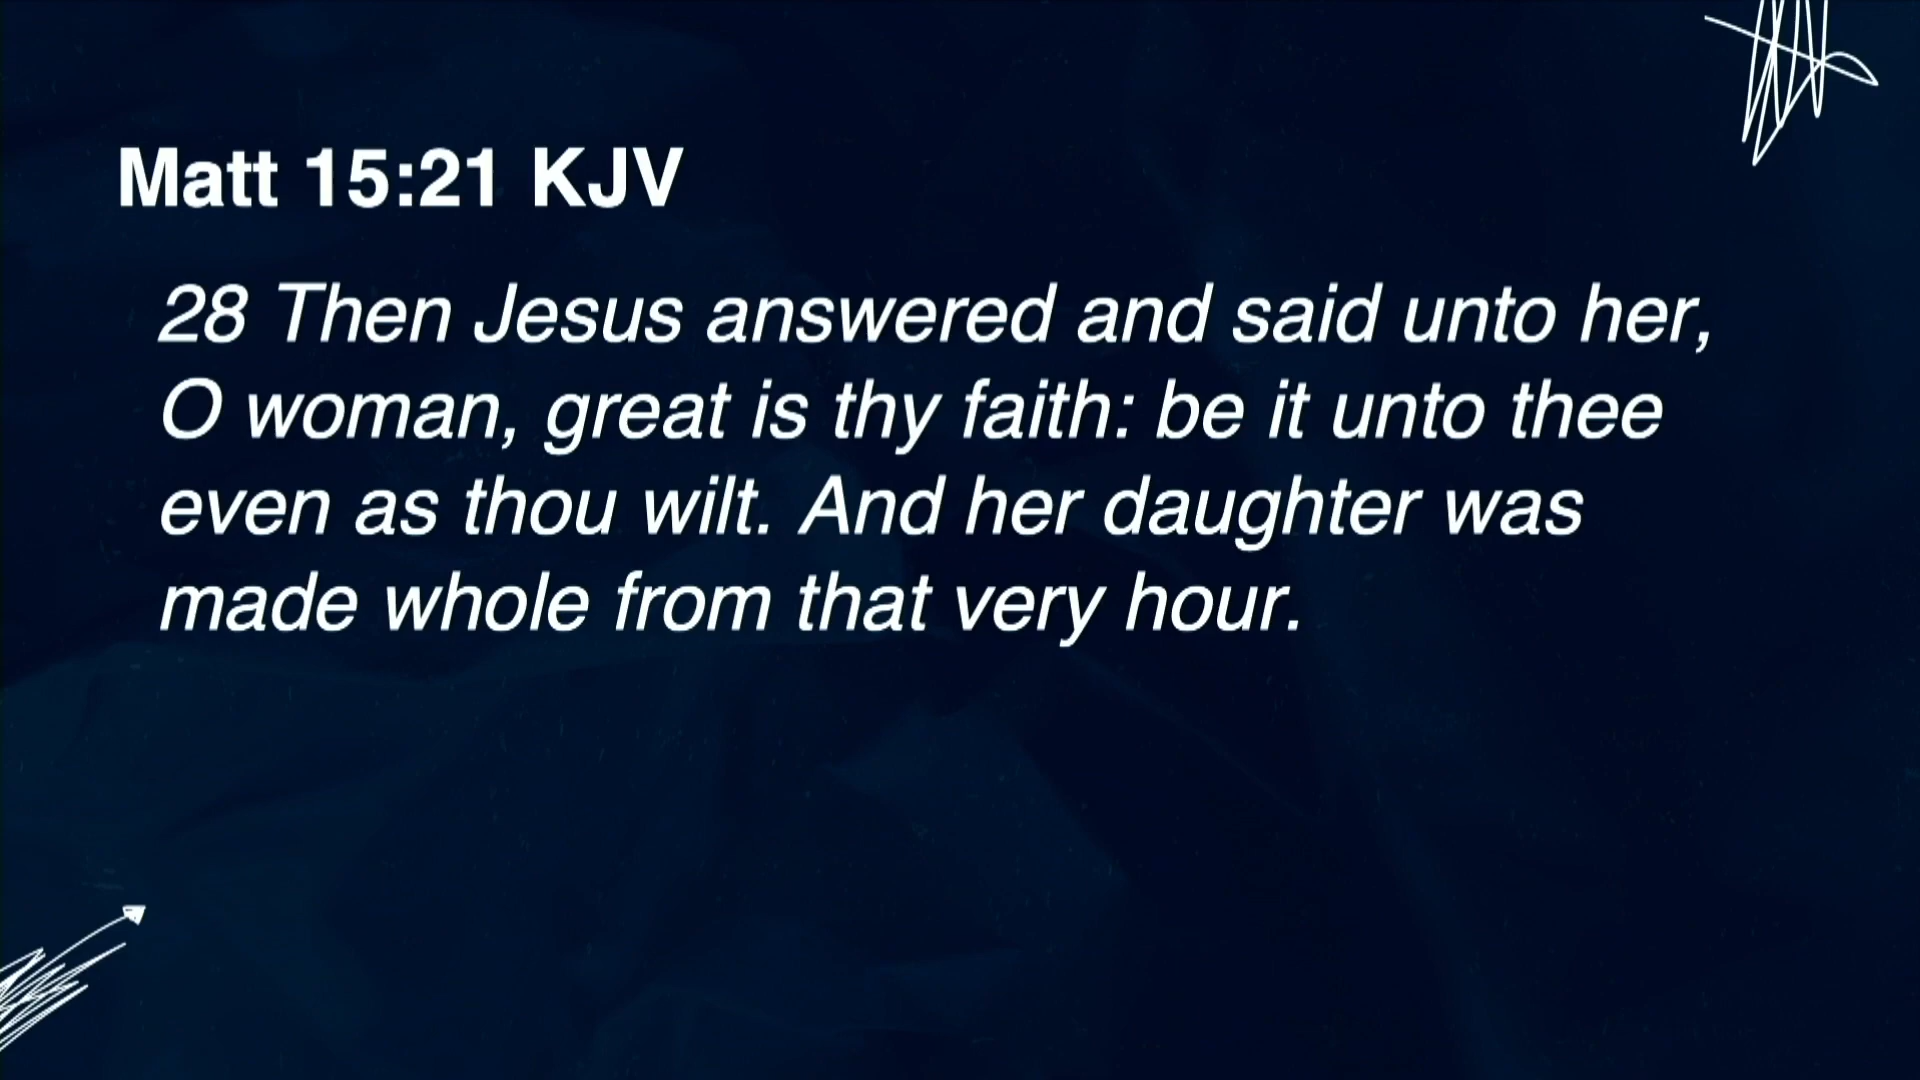 Matt 15:21 KJV
28 Then Jesus answered and said unto her,
O woman, great is thy faith: be it unto thee
even as thou wilt. And her daughter was
made whole from that very hour.